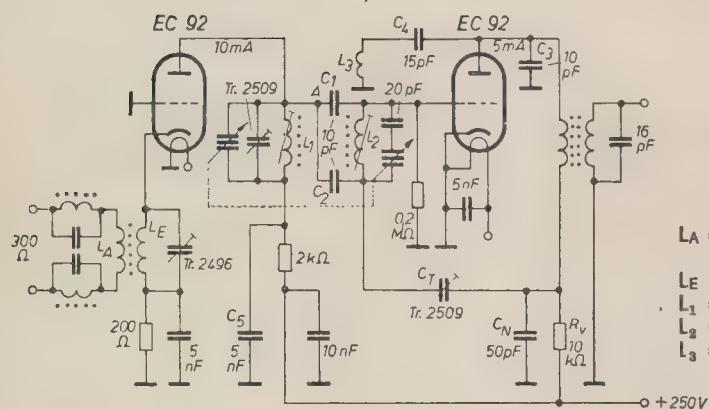 EC 92
EC 92
10mA
C4
15pF
L3
5mA
C3
10
pF
Tr. 2509
A
C1
10
pF
C2
L1
L2
20 pF
16
pF
5nF
0,2
MΩ
300
Ω
LA
LE
Tr. 2496
2kΩ
CT
Tr. 2509
200
Ω
5
nF
C5
5
nF
10 nF
CN
50pF
RV
10
kΩ
+250V
LA =
LE =
L1 =
L2 =
L3 =